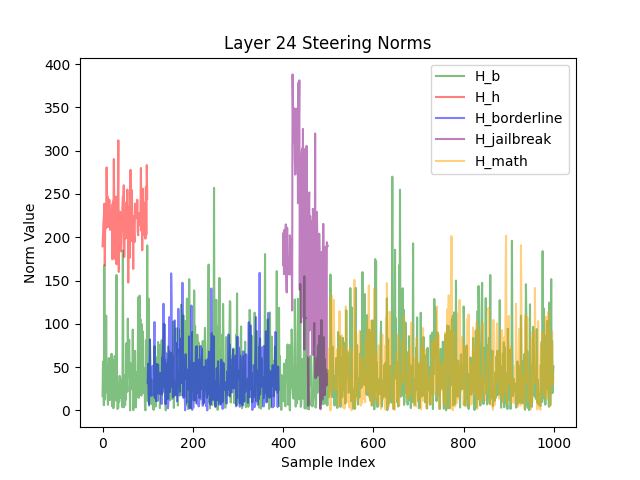 Layer 24 Steering Norms
400
350
300
250
200
150
100
50
0
Norm Value
H_b
H_h
H_borderline
H_jailbreak
H_math
0
200
400
600
800
1000
Sample Index